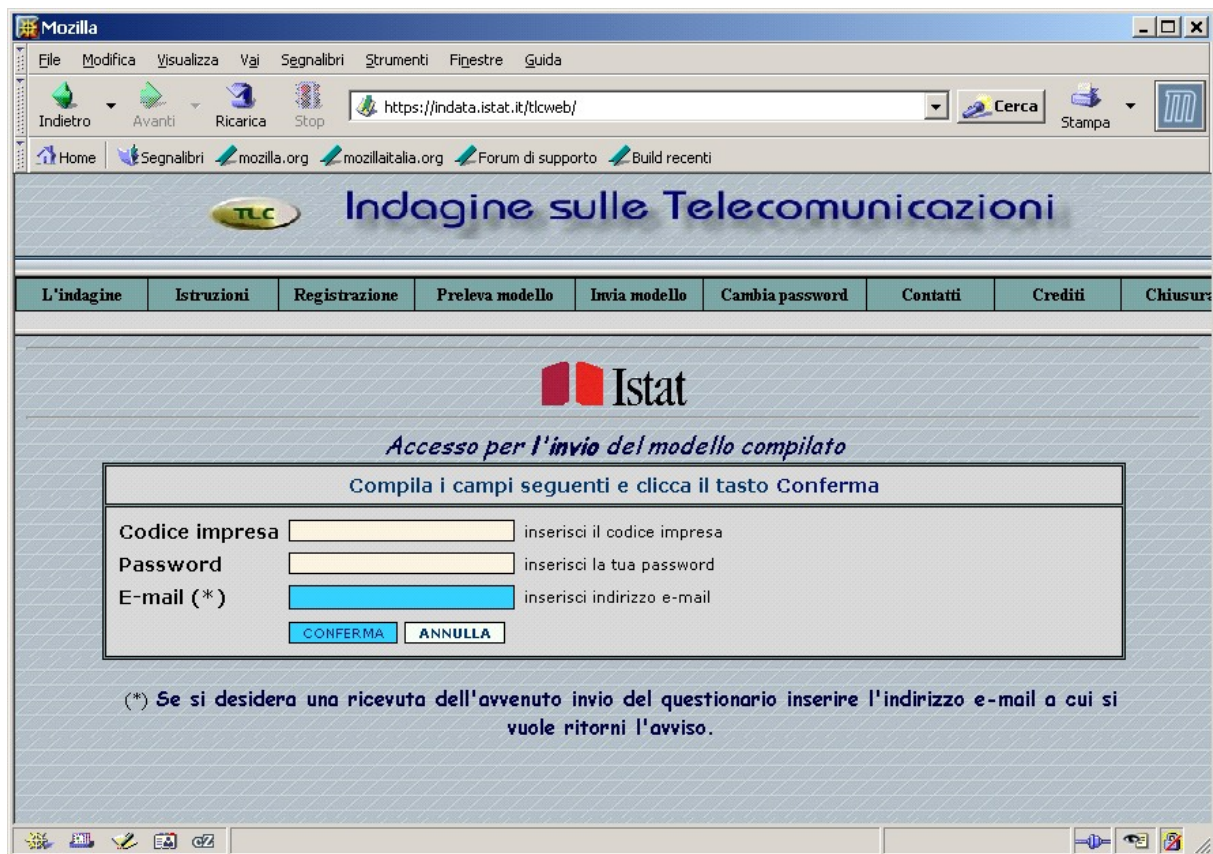 Mozilla
File Modifica Visualizza Vai Segnalibri Strumenti Finestre Guida
Indietro Avanti Ricarica Stop https://indata.istat.it/tlcweb/ Cerca Stampa
Home Segnalibri mozilla.org mozillaitalia.org Forum di supporto Build recenti
TLC Indagine sulle Telecomunicazioni
L'indagine Istruzioni Registrazione Preleva modello Invia modello Cambia password Contatti Crediti Chiusura
Istat
Accesso per l'invio del modello compilato
Compila i campi seguenti e clicca il tasto Conferma
Codice impresa inserisci il codice impresa
Password inserisci la tua password
E-mail (*) inserisci indirizzo e-mail
CONFERMA ANNULLA
(*) Se si desidera una ricevuta dell'avvenuto invio del questionario inserire l'indirizzo e-mail a cui si
vuole ritorni l'avviso.